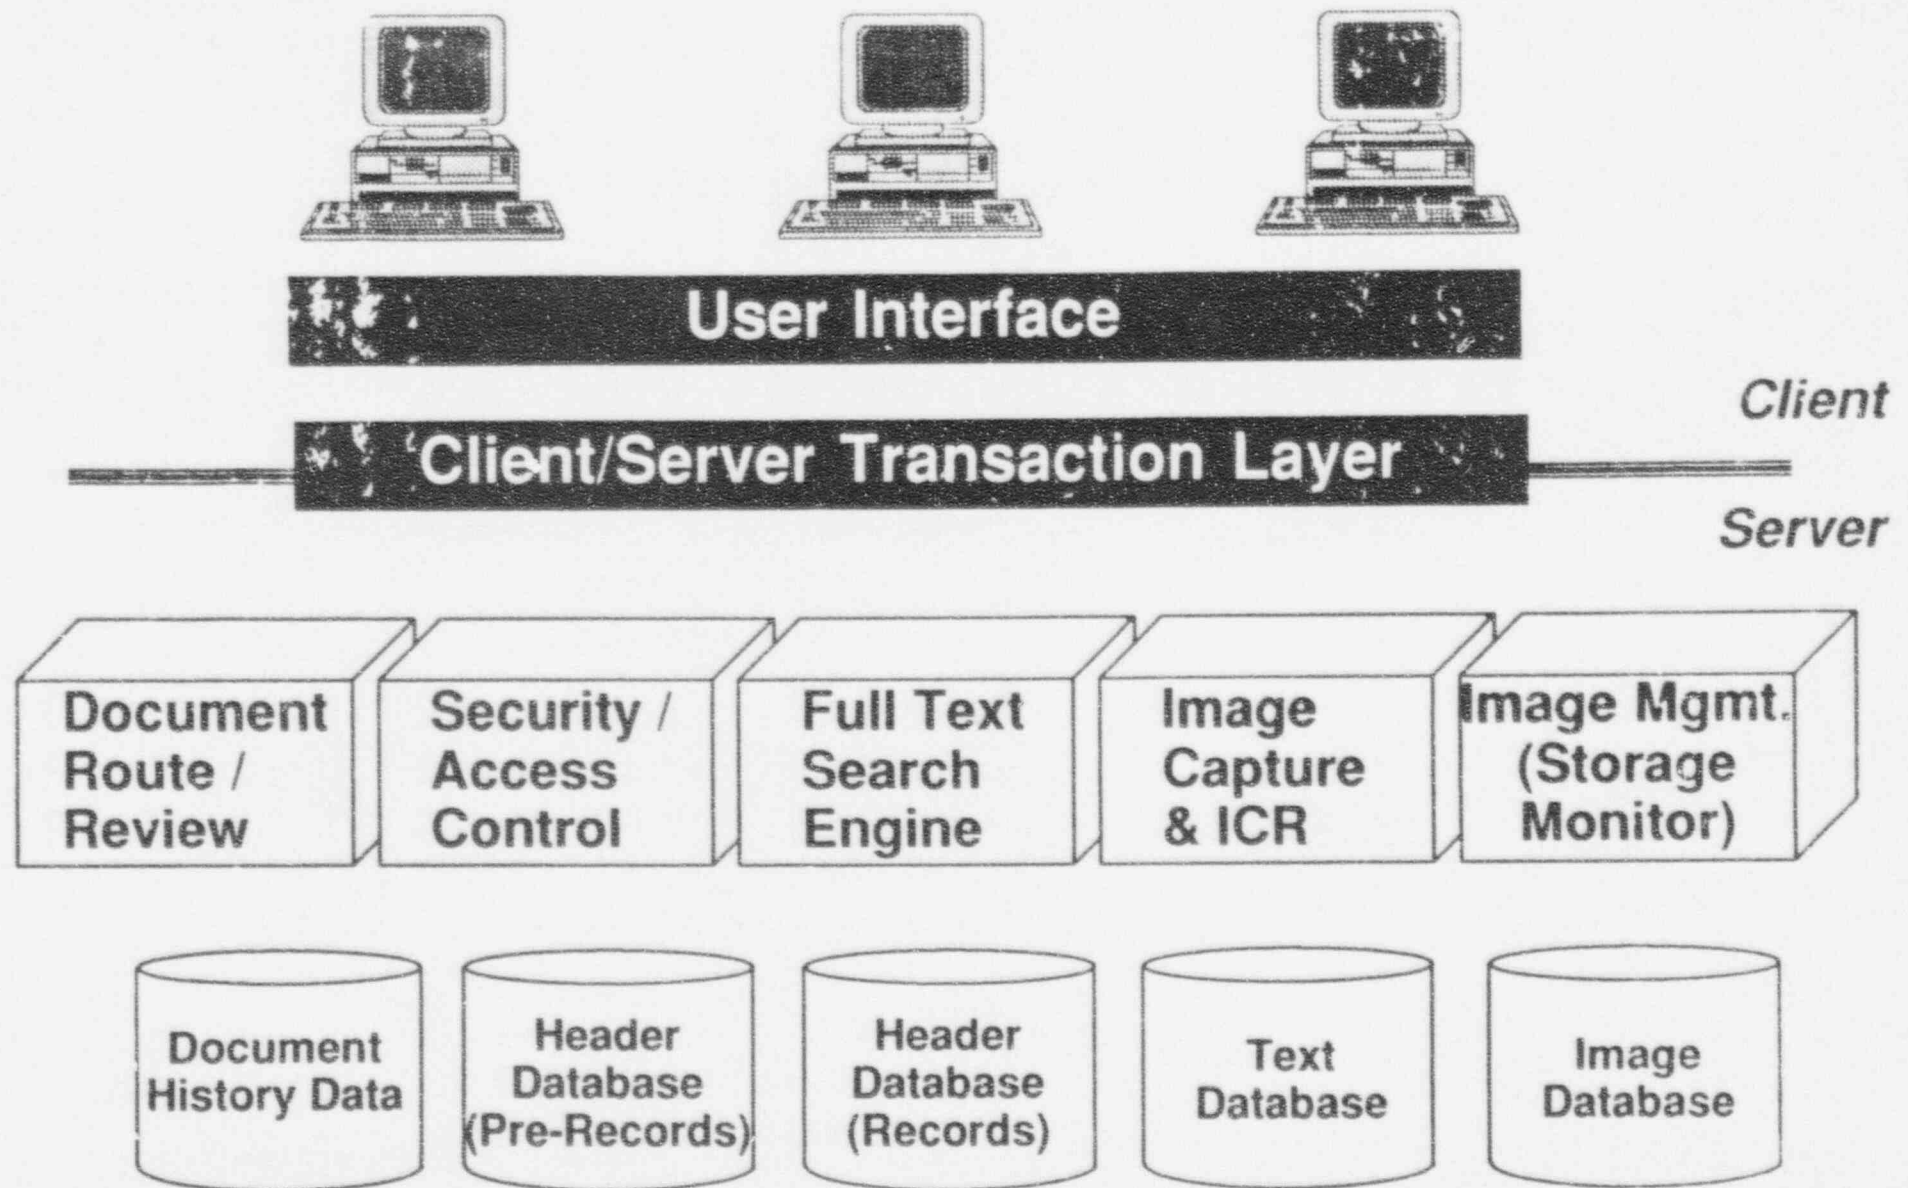 User Interface
Client
Client/Server Transaction Layer
Server
Document
Route /
Review
Security /
Access
Control
Full Text
Search
Engine
Image
Capture
& ICR
Image Mgmt.
(Storage
Monitor)
Document
History Data
Header
Database
(Pre-Records)
Header
Database
(Records)
Text
Database
Image
Database